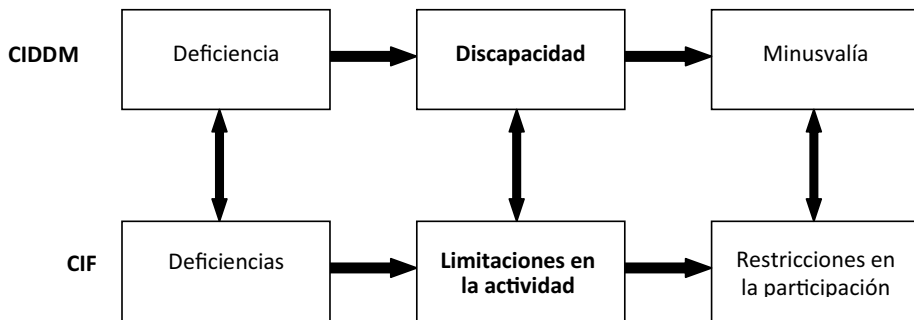 CIDDM
Deficiencia
Discapacidad
Minusvalía
CIF
Deficiencias
Limitaciones en
la actividad
Restricciones en
la participación